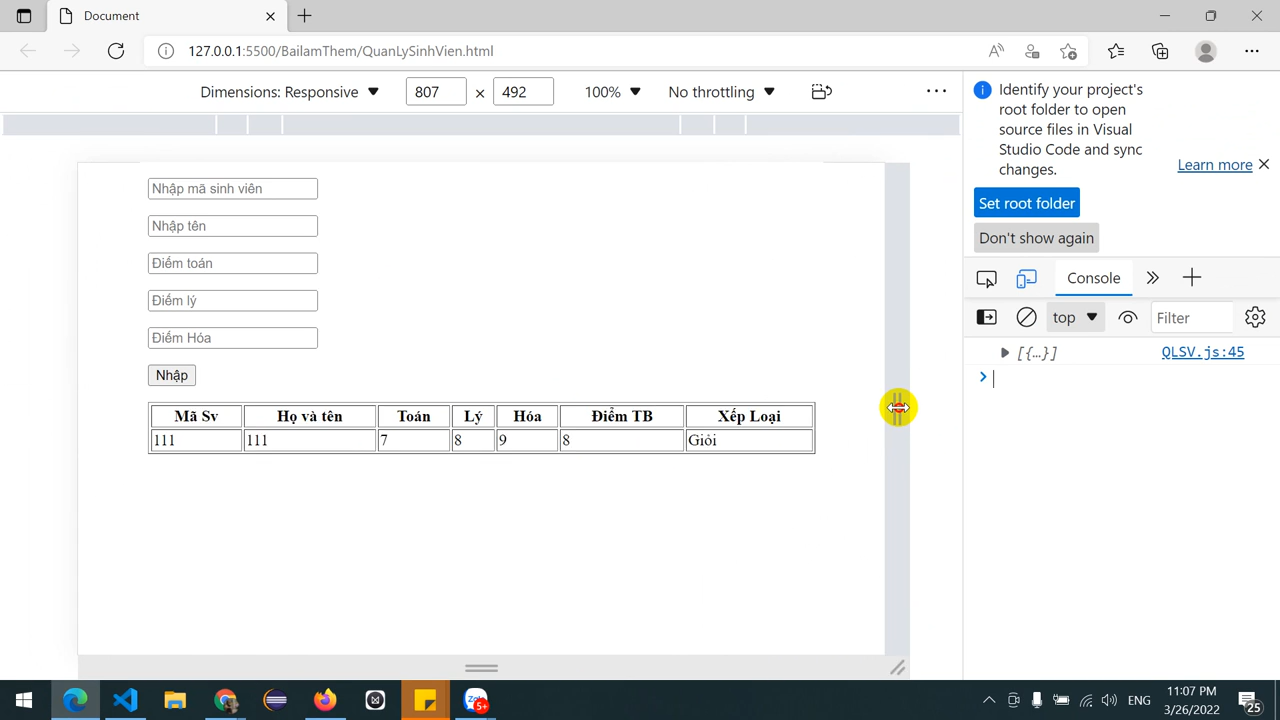 Document
127.0.0.1:5500/BailamThem/QuanLySinhVien.html
Dimensions: Responsive 807 × 492 100% No throttling
Identify your project's
root folder to open
source files in Visual
Studio Code and sync
changes.
Learn more
Set root folder
Don't show again
Console
top
Filter
[{…}] QLSV.js:45
Nhập mã sinh viên
Nhập tên
Điểm toán
Điểm lý
Điểm Hóa
Nhập
Mã Sv Họ và tên Toán Lý Hóa Điểm TB Xếp Loại
111 111 7 8 9 8 Giỏi
5+
ENG
11:07 PM
3/26/2022
25